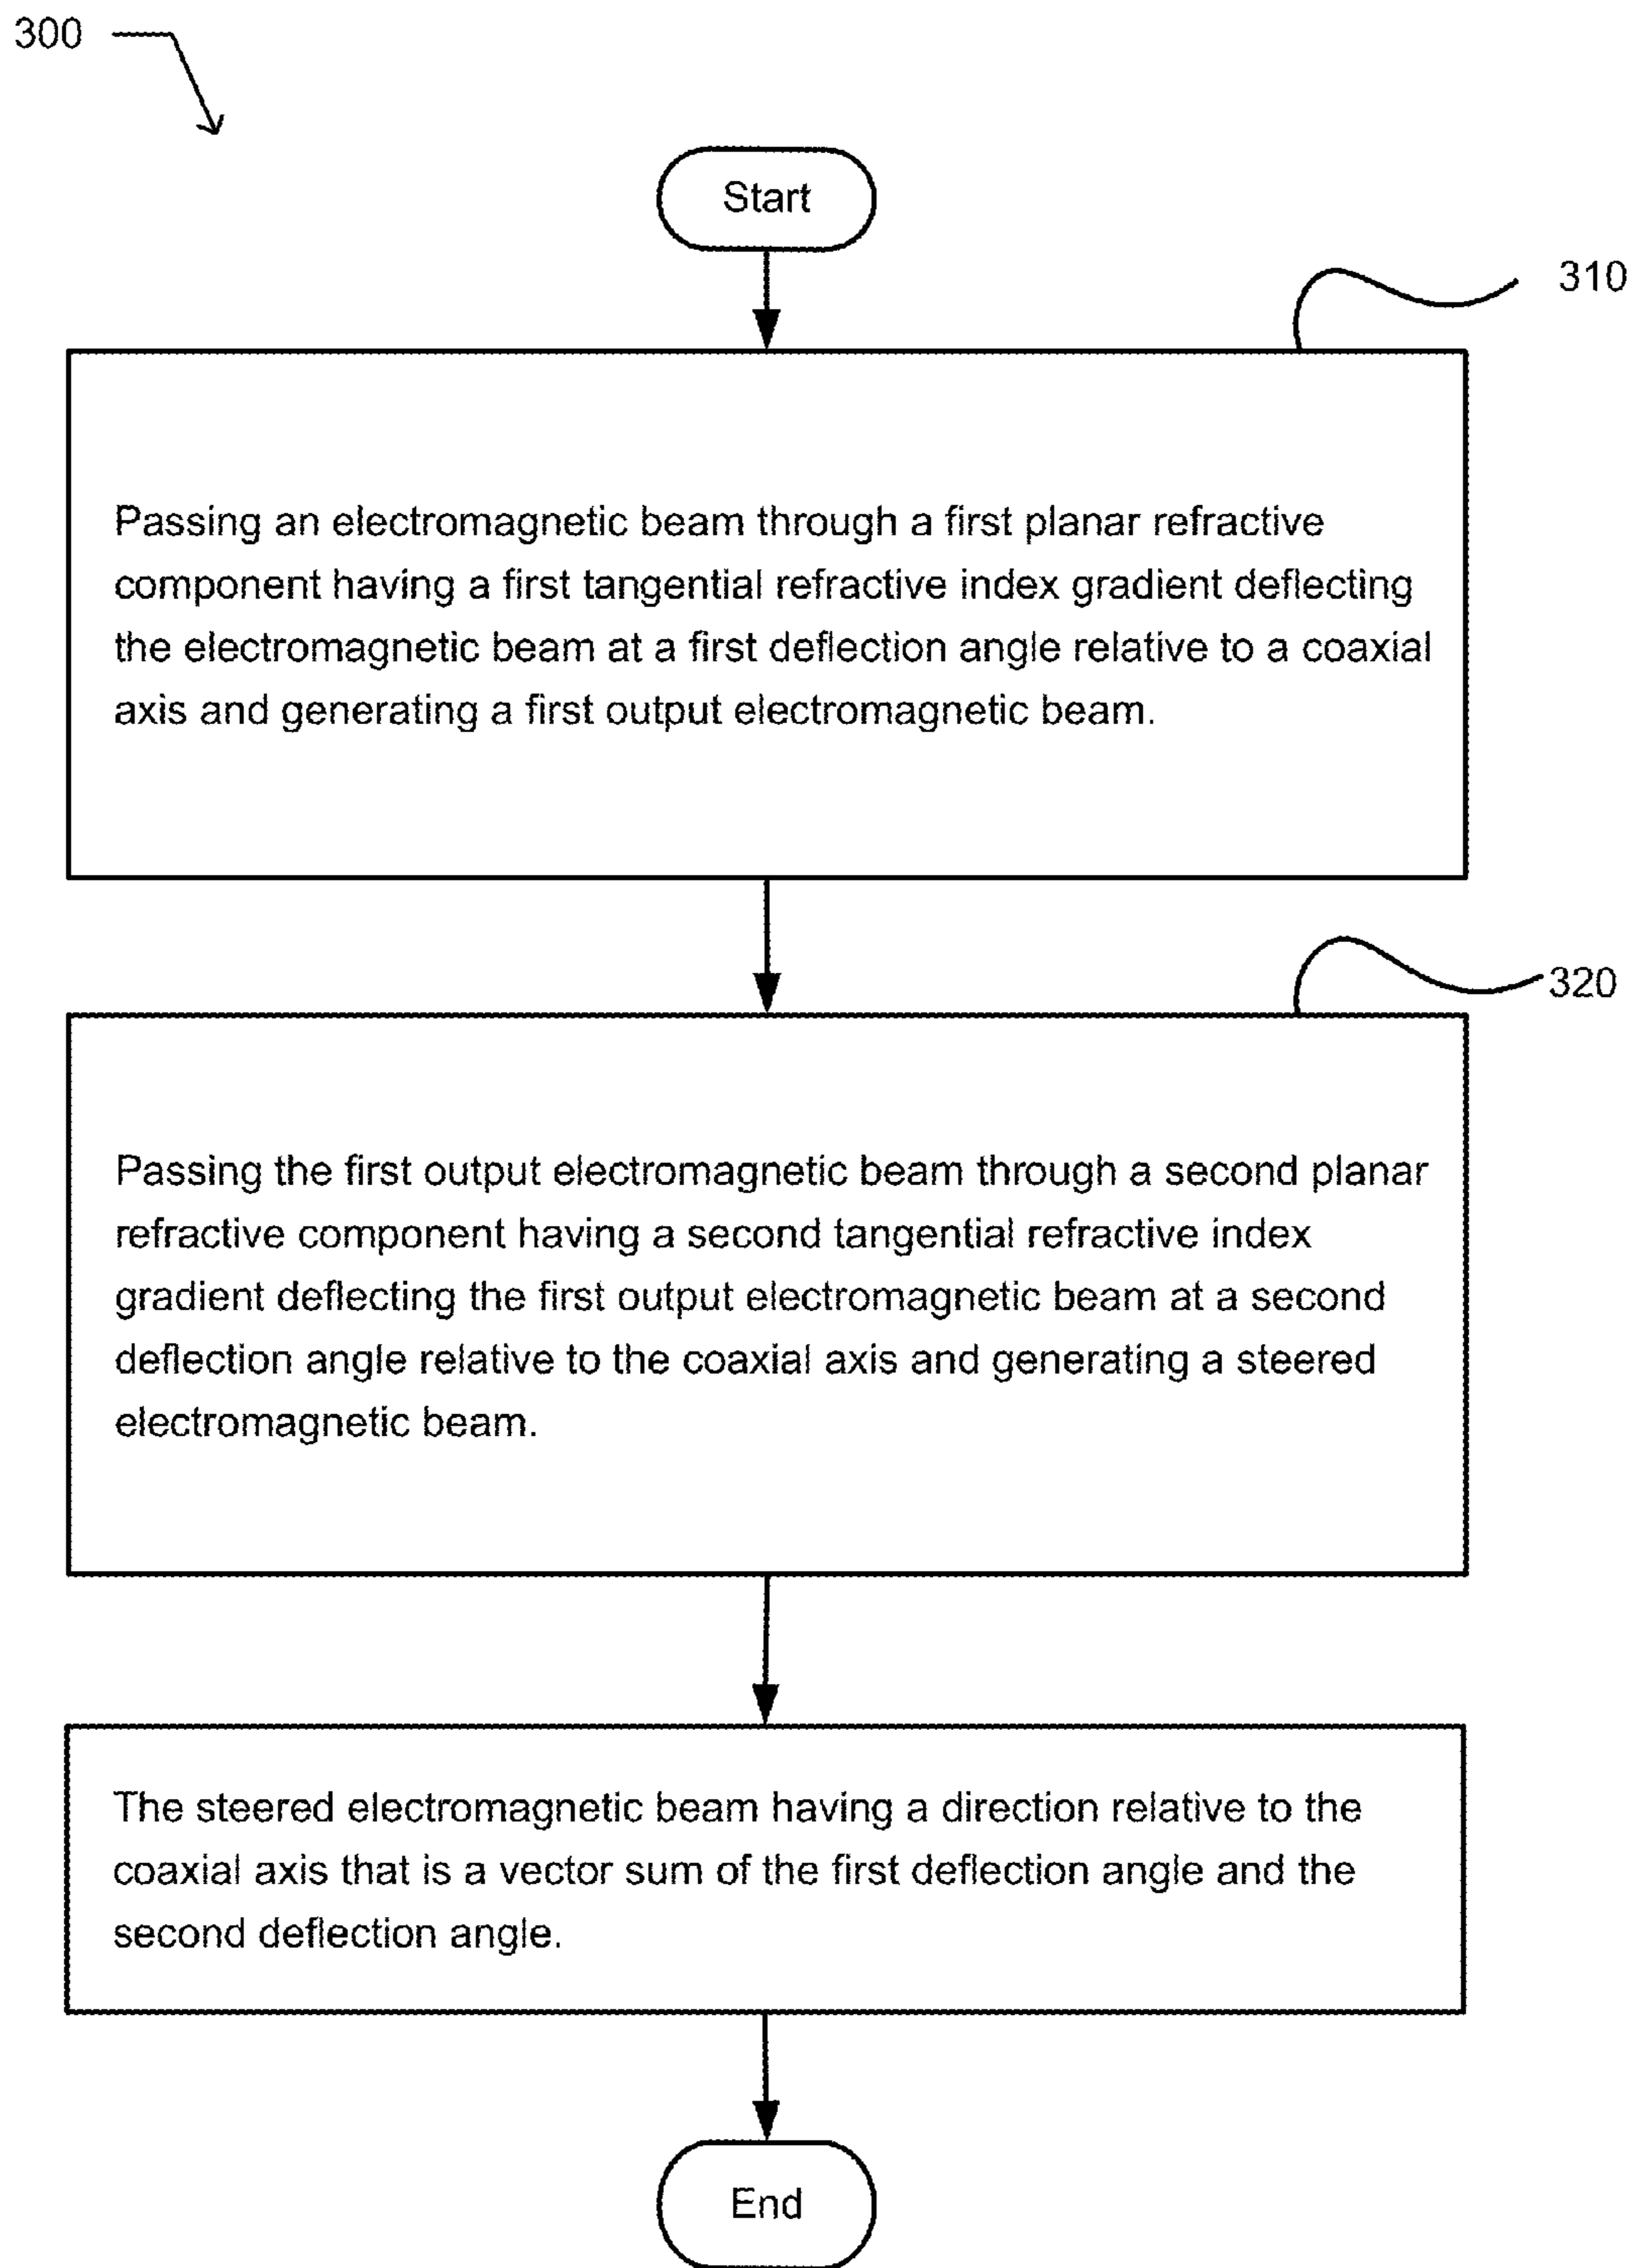 300
Start
310
Passing an electromagnetic beam through a first planar refractive
component having a first tangential refractive index gradient deflecting
the electromagnetic beam at a first deflection angle relative to a coaxial
axis and generating a first output electromagnetic beam.
320
Passing the first output electromagnetic beam through a second planar
refractive component having a second tangential refractive index
gradient deflecting the first output electromagnetic beam at a second
deflection angle relative to the coaxial axis and generating a steered
electromagnetic beam.
The steered electromagnetic beam having a direction relative to the
coaxial axis that is a vector sum of the first deflection angle and the
second deflection angle.
End